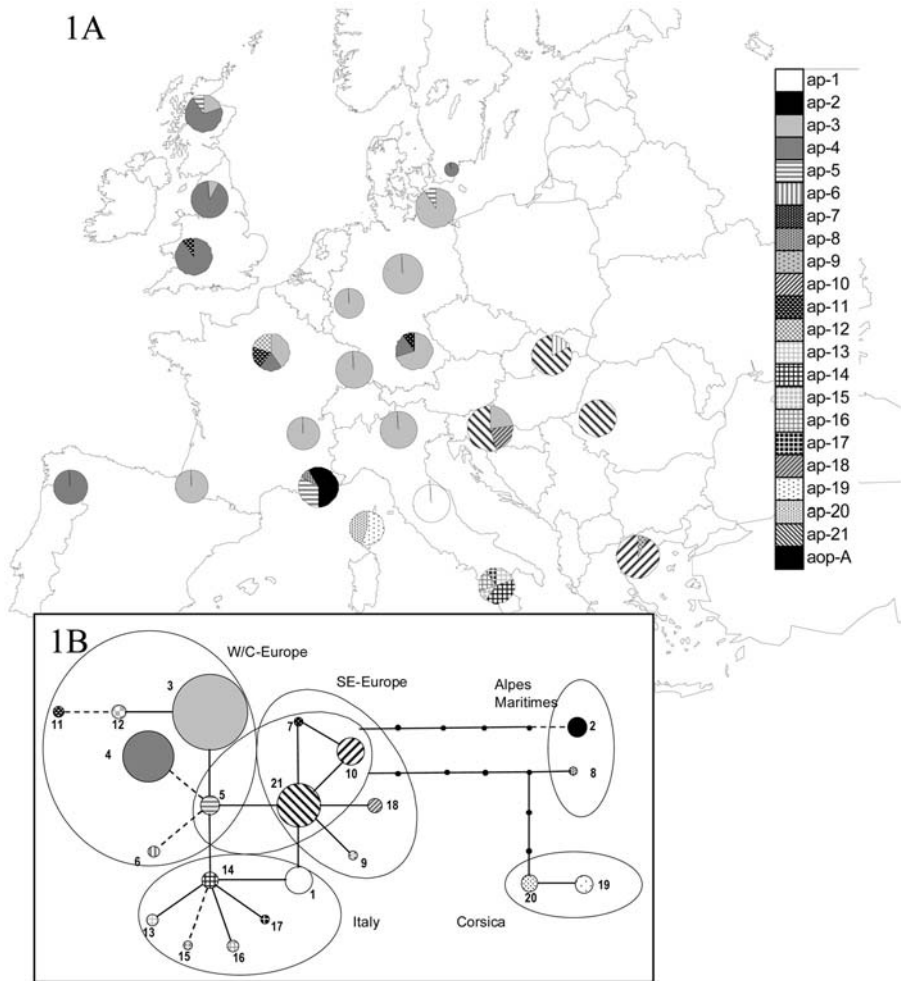 1A
ap-1
ap-2
ap-3
ap-4
ap-5
ap-6
ap-7
ap-8
ap-9
ap-10
ap-11
ap-12
ap-13
ap-14
ap-15
ap-16
ap-17
ap-18
ap-19
ap-20
ap-21
aop-A
1B
W/C-Europe
SE-Europe
Alpes
Maritimes
3
11
12
4
7
10
2
8
21
5
18
6
9
14
1
20
19
13
15
16
17
Italy
Corsica